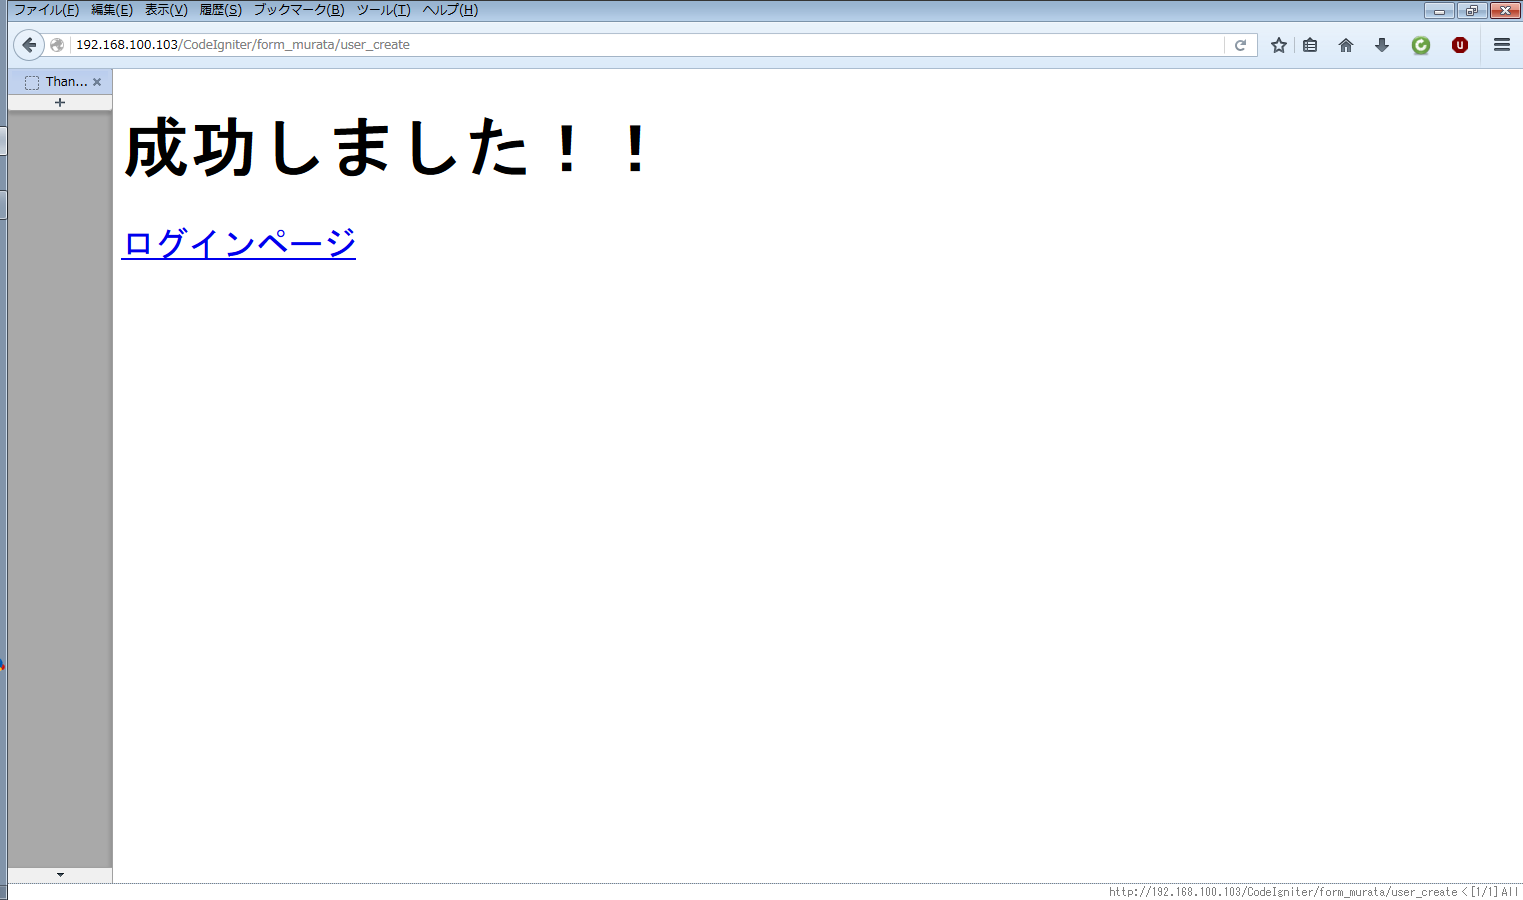 ファイル(F) 編集(E) 表示(V) 履歴(S) ブックマーク(B) ツール(T) ヘルプ(H)
192.168.100.103/CodeIgniter/form_murata/user_create
Than...
成功しました！！
ログインページ
http://192.168.100.103/CodeIgniter/form_murata/user_create < [1/1] All